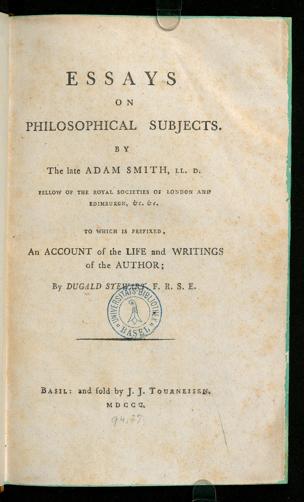 ESSAYS
ON
PHILOSOPHICAL SUBJECTS.
BY
The late ADAM SMITH, LL. D.
FELLOW OF THE ROYAL SOCIETIES OF LONDON AND
EDINBURGH, &c. &c.
TO WHICH IS PREFIXED,
An ACCOUNT of the LIFE and WRITINGS
of the AUTHOR;
By DUGALD STEWART, F. R. S. E.
UNIVERSITÄTS-BIBLIOTHEK
BASEL
BASIL: and sold by J. J. TOURNEISEN.
MDCCC.